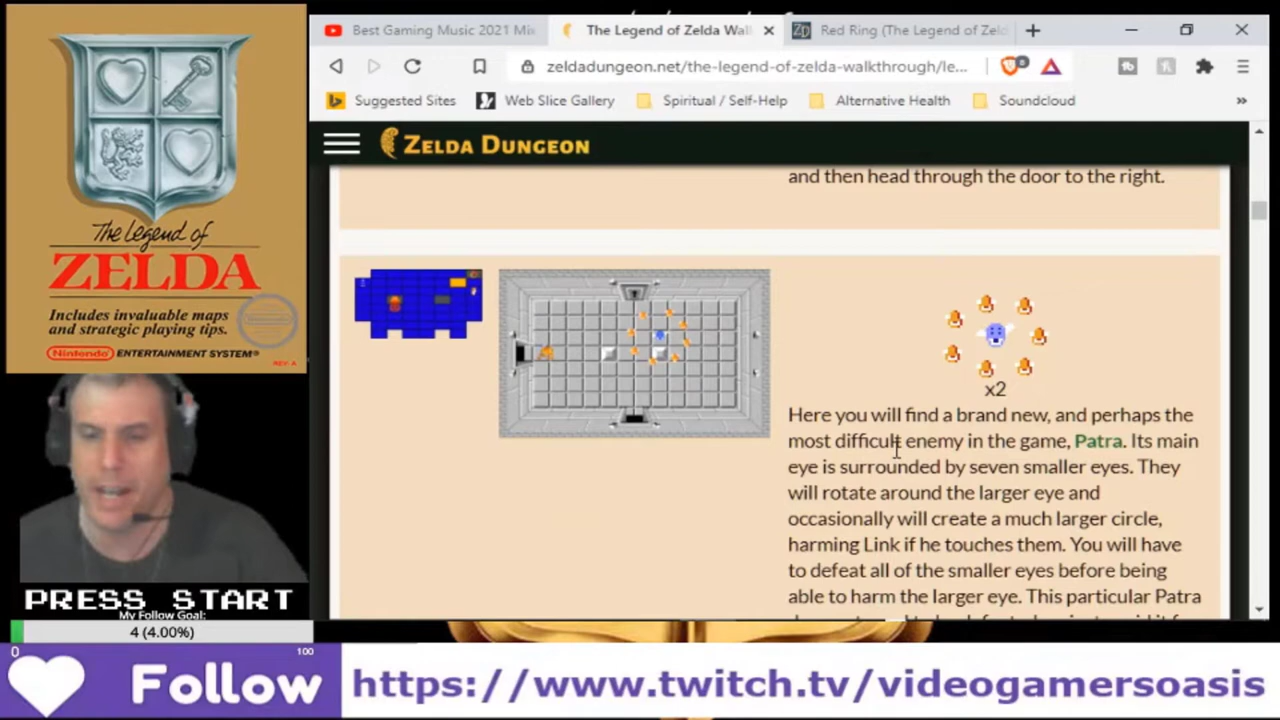 The Legend of
ZELDA
Includes invaluable maps
and strategic playing tips.
Nintendo ENTERTAINMENT SYSTEM®
REV. A
PRESS START
My Follow Goal:
4 (4.00%)
0 100
Follow https://www.twitch.tv/videogamersoasis
Best Gaming Music 2021 Mix
The Legend of Zelda Wal
Red Ring (The Legend of Zeld
zeldadungeon.net/the-legend-of-zelda-walkthrough/le...
Suggested Sites Web Slice Gallery Spiritual / Self-Help Alternative Health Soundcloud »
ZELDA DUNGEON
and then head through the door to the right.
x2
Here you will find a brand new, and perhaps the
most difficult enemy in the game, Patra. Its main
eye is surrounded by seven smaller eyes. They
will rotate around the larger eye and
occasionally will create a much larger circle,
harming Link if he touches them. You will have
to defeat all of the smaller eyes before being
able to harm the larger eye. This particular Patra